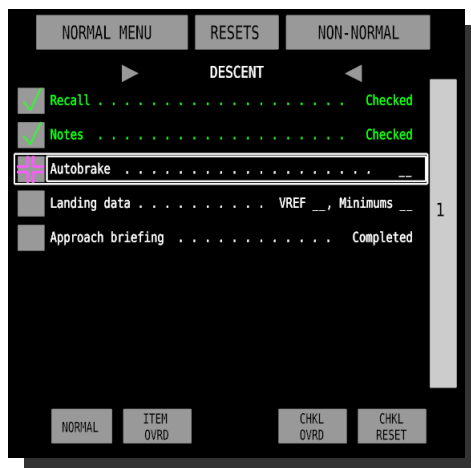 NORMAL MENU RESETS NON-NORMAL
DESCENT
Recall . . . . . . . . . . . . . . . . . . . Checked
Notes . . . . . . . . . . . . . . . . . . . Checked
Autobrake . . . . . . . . . . . . . . . . . . __
Landing data . . . . . . . . . . VREF __, Minimums __
1
Approach briefing . . . . . . . . . . . . Completed
NORMAL ITEM OVRD CHKL OVRD CHKL RESET